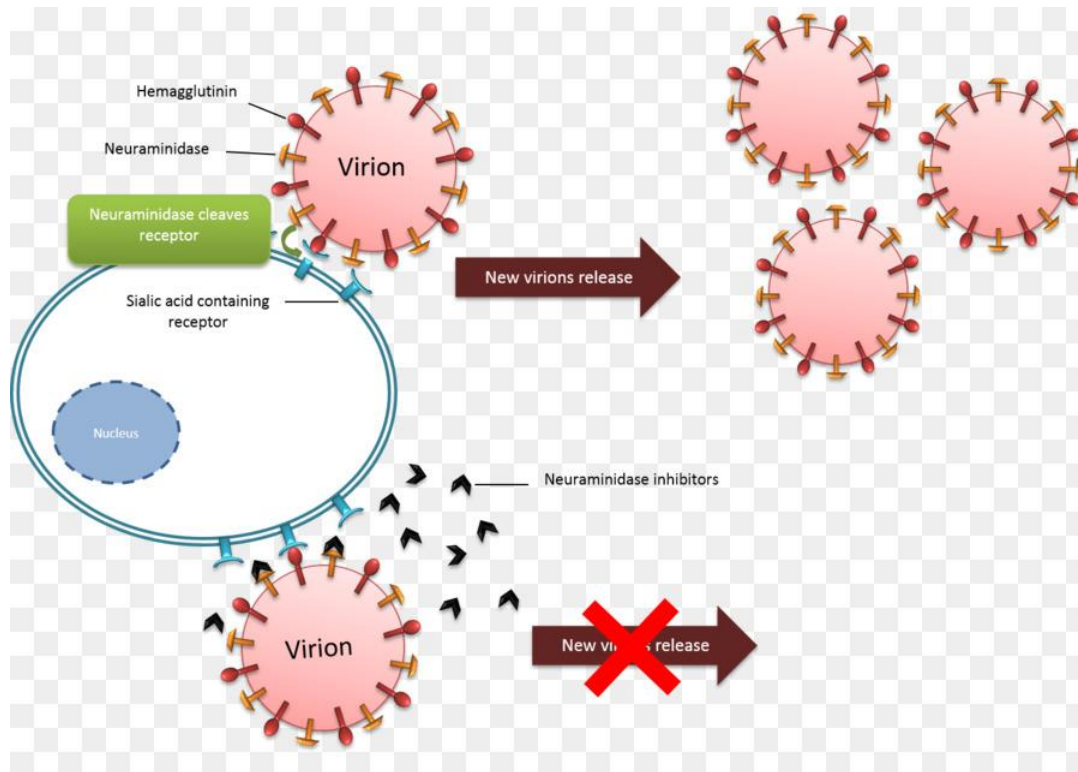 Hemagglutinin
Neuraminidase
Virion
Neuraminidase cleaves
receptor
New virions release
Sialic acid containing
receptor
Nucleus
Neuraminidase inhibitors
Virion
New virions release